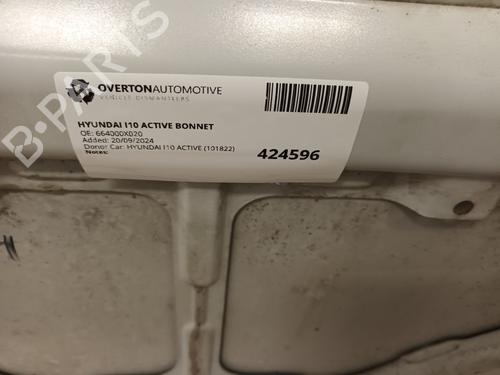 B-PARTS
OVERTONAUTOMOTIVE
VEHICLE DISMANTLERS
HYUNDAI I10 ACTIVE BONNET
OE: 664000X020
Added: 20/09/2024
Donor Car: HYUNDAI I10 ACTIVE (101822)
Notes:
424596